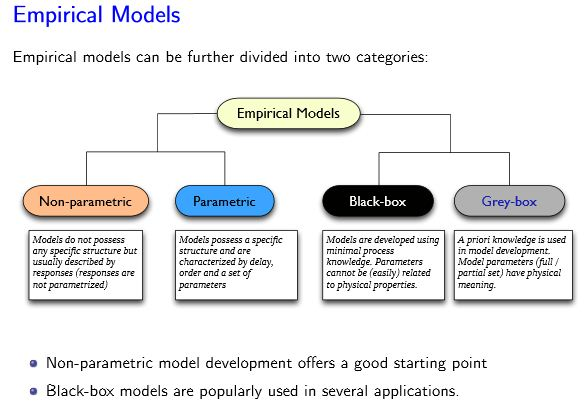 Empirical Models
Empirical models can be further divided into two categories:
Empirical Models
Non-parametric
Parametric
Black-box
Grey-box
Models do not possess
any specific structure but
usually described by
responses (responses are
not parametrized)
Models possess a specific
structure and are
characterized by delay,
order and a set of
parameters
Models are developed using
minimal process
knowledge. Parameters
cannot be (easily) related
to physical properties.
A priori knowledge is used
in model development.
Model parameters (full /
partial set) have physical
meaning.
Non-parametric model development offers a good starting point
Black-box models are popularly used in several applications.